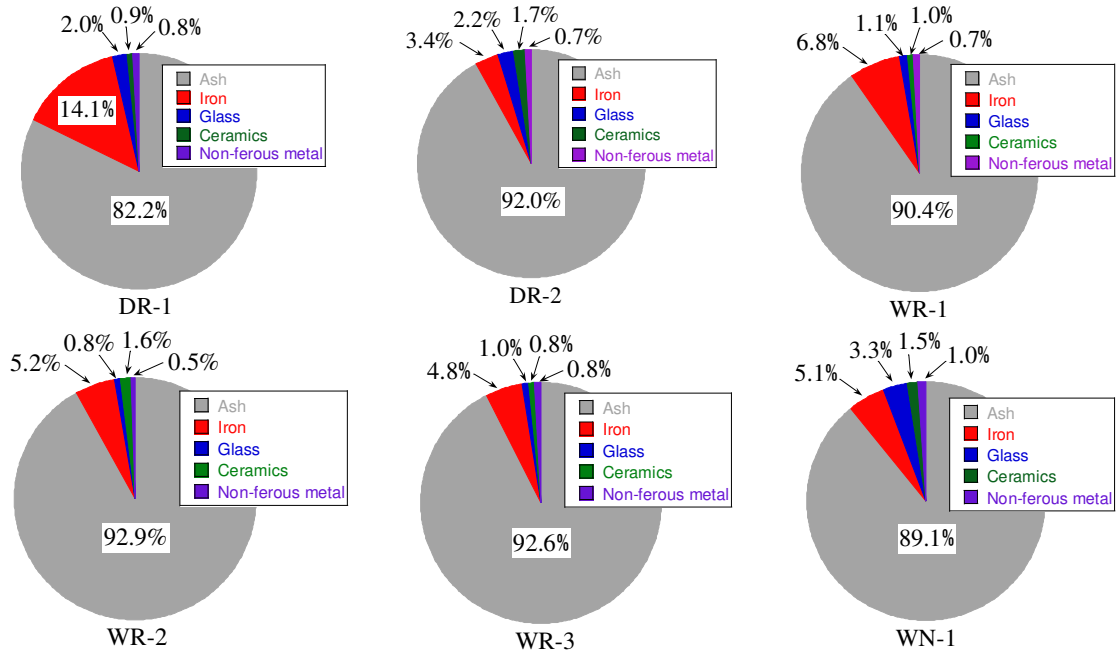 2.0% 0.9% 0.8%
14.1%
82.2%
Ash
Iron
Glass
Ceramics
Non-ferous metal
DR-1
3.4% 2.2% 1.7% 0.7%
92.0%
Ash
Iron
Glass
Ceramics
Non-ferous metal
DR-2
6.8% 1.1% 1.0% 0.7%
90.4%
Ash
Iron
Glass
Ceramics
Non-ferous metal
WR-1
5.2% 0.8% 1.6% 0.5%
92.9%
Ash
Iron
Glass
Ceramics
Non-ferous metal
WR-2
4.8% 1.0% 0.8% 0.8%
92.6%
Ash
Iron
Glass
Ceramics
Non-ferous metal
WR-3
5.1% 3.3% 1.5% 1.0%
89.1%
Ash
Iron
Glass
Ceramics
Non-ferous metal
WN-1